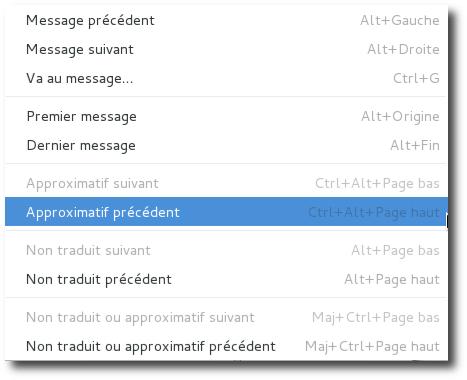 Message précédent Alt+Gauche
Message suivant Alt+Droite
Va au message... Ctrl+G
Premier message Alt+Origine
Dernier message Alt+Fin
Approximatif suivant Ctrl+Alt+Page bas
Approximatif précédent Ctrl+Alt+Page haut
Non traduit suivant Alt+Page bas
Non traduit précédent Alt+Page haut
Non traduit ou approximatif suivant Maj+Ctrl+Page bas
Non traduit ou approximatif précédent Maj+Ctrl+Page haut